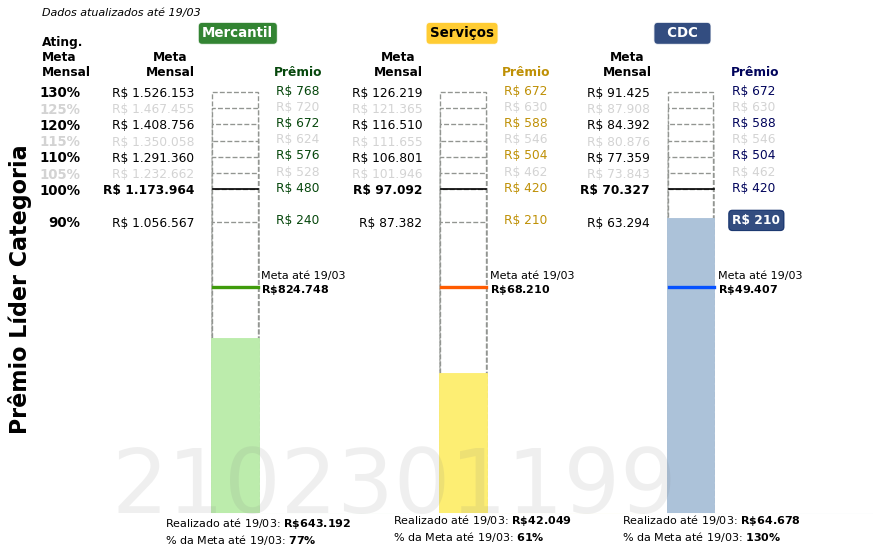 Dados atualizados até 19/03
Mercantil Serviços CDC
Ating. Meta Mensal
Meta Mensal Prêmio Meta Mensal Prêmio Meta Mensal Prêmio
130% R$ 1.526.153 R$ 768 R$ 126.219 R$ 672 R$ 91.425 R$ 672
125% R$ 1.467.455 R$ 720 R$ 121.365 R$ 630 R$ 87.908 R$ 630
120% R$ 1.408.756 R$ 672 R$ 116.510 R$ 588 R$ 84.392 R$ 588
115% R$ 1.350.058 R$ 624 R$ 111.655 R$ 546 R$ 80.876 R$ 546
110% R$ 1.291.360 R$ 576 R$ 106.801 R$ 504 R$ 77.359 R$ 504
105% R$ 1.232.662 R$ 528 R$ 101.946 R$ 462 R$ 73.843 R$ 462
100% R$ 1.173.964 R$ 480 R$ 97.092 R$ 420 R$ 70.327 R$ 420
90% R$ 1.056.567 R$ 240 R$ 87.382 R$ 210 R$ 63.294 R$ 210
Meta até 19/03 Meta até 19/03 Meta até 19/03
R$824.748 R$68.210 R$49.407
Prêmio Líder Categoria
2102301199
Realizado até 19/03: R$643.192 Realizado até 19/03: R$42.049 Realizado até 19/03: R$64.678
% da Meta até 19/03: 77% % da Meta até 19/03: 61% % da Meta até 19/03: 130%